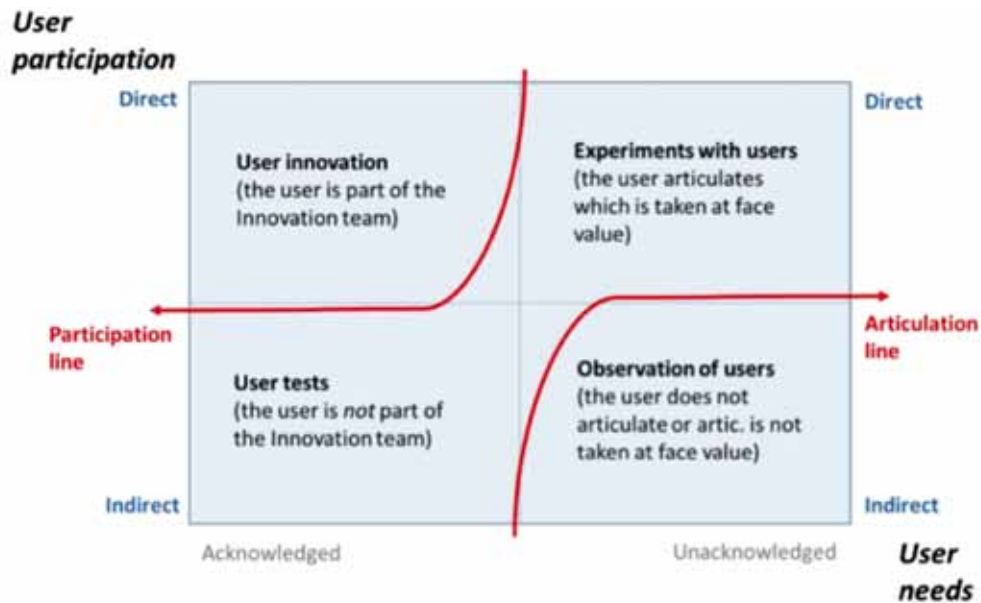 User
participation
Direct
Direct
User innovation
(the user is part of the
Innovation team)
Experiments with users
(the user articulates
which is taken at face
value)
Participation
line
Articulation
line
User tests
(the user is not part of
the Innovation team)
Observation of users
(the user does not
articulate or artic. is not
taken at face value)
Indirect
Indirect
Acknowledged
Unacknowledged
User
needs